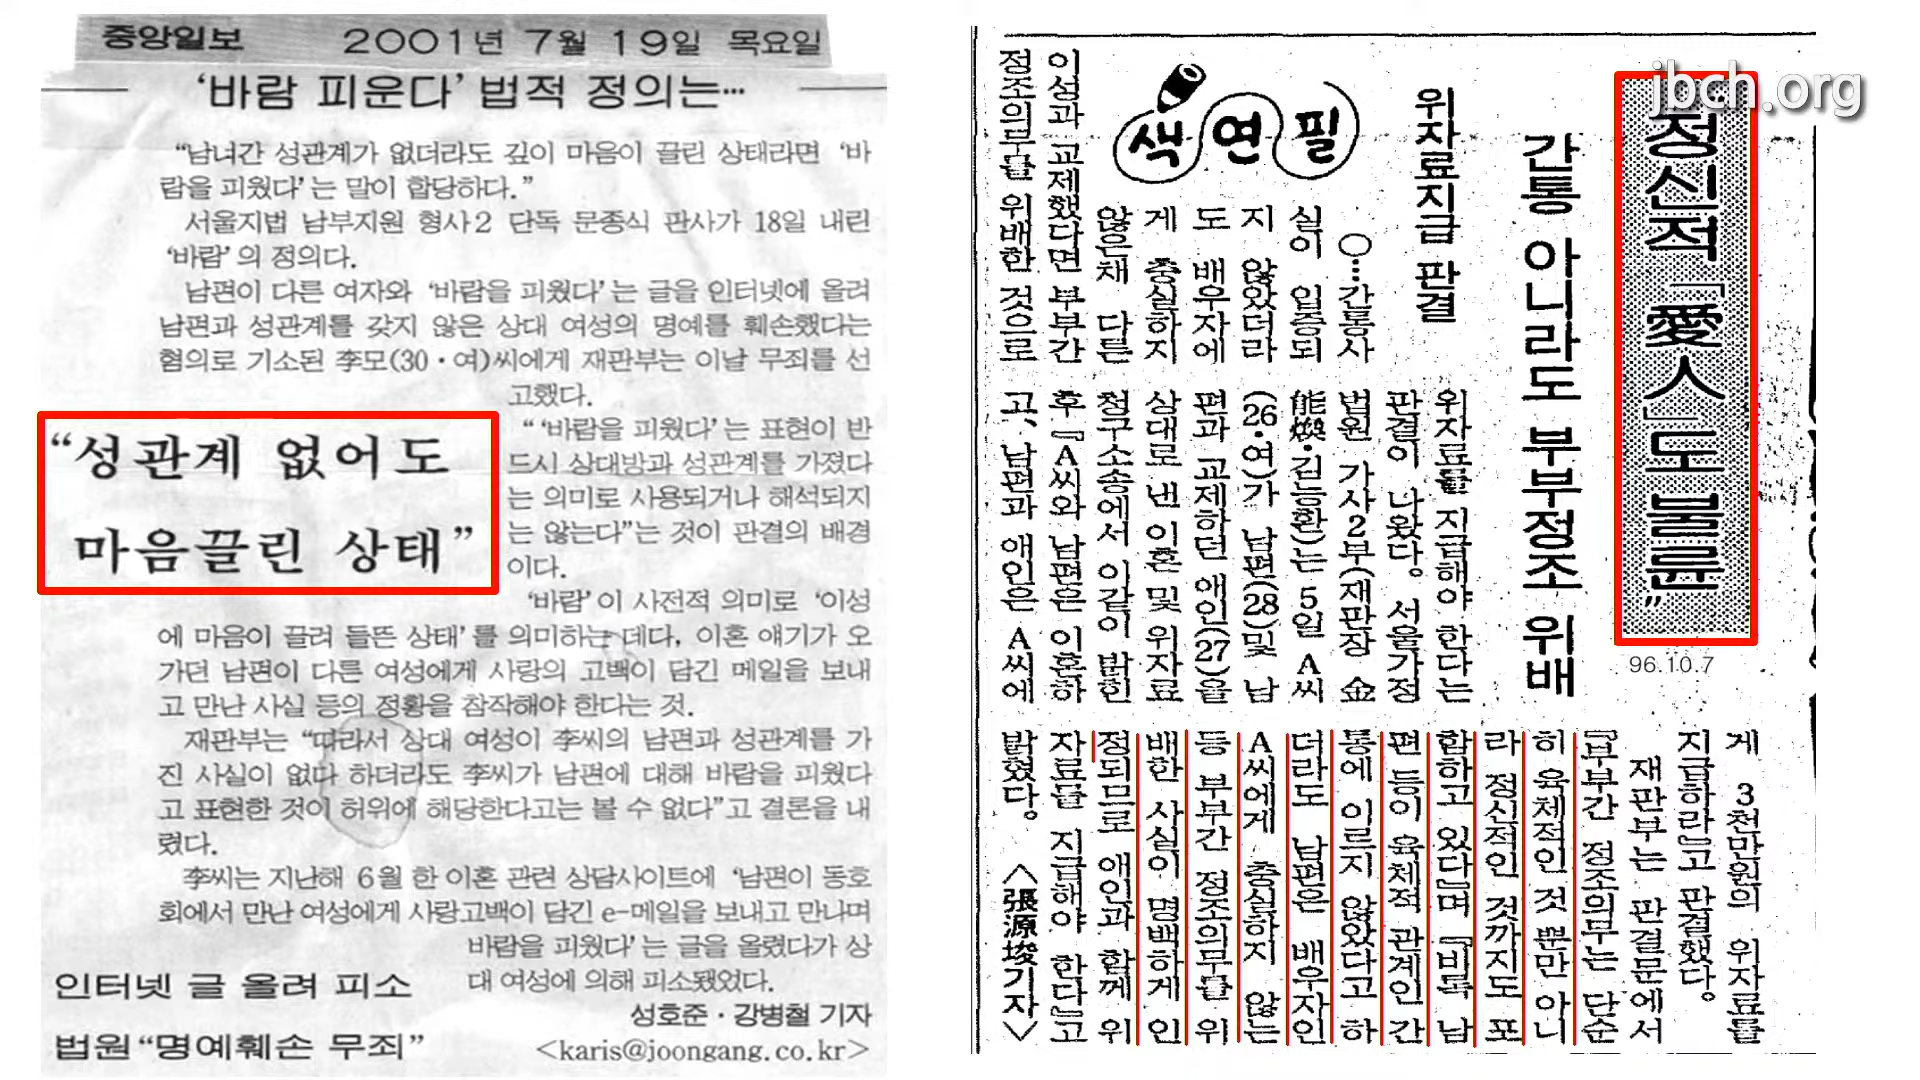 중앙일보 2001년 7월 19일 목요일
‘바람 피운다’ 법적 정의는…
“남녀간 성관계가 없더라도 깊이 마음이 끌린 상태라면 ‘바
람을 피웠다’는 말이 합당하다.”
서울지법 남부지원 형사2 단독 문종식 판사가 18일 내린
‘바람’의 정의다.
남편이 다른 여자와 ‘바람을 피웠다’는 글을 인터넷에 올려
남편과 성관계를 갖지 않은 상대 여성의 명예를 훼손했다는
혐의로 기소된 李모(30·여)씨에게 재판부는 이날 무죄를 선
고했다.
“성관계 없어도
마음끌린 상태”
“‘바람을 피웠다’는 표현이 반
드시 상대방과 성관계를 가졌다
는 의미로 사용되거나 해석되지
는 않는다”는 것이 판결의 배경
이다.
‘바람’이 사전적 의미로 ‘이성
에 마음이 끌려 들뜬 상태’를 의미하는 데다, 이혼 얘기가 오
가던 남편이 다른 여성에게 사랑의 고백이 담긴 메일을 보내
고 만난 사실 등의 정황을 참작해야 한다는 것.
재판부는 “따라서 상대 여성이 李씨의 남편과 성관계를 가
진 사실이 없다 하더라도 李씨가 남편에 대해 바람을 피웠다
고 표현한 것이 허위에 해당한다고는 볼 수 없다”고 결론을 내
렸다.
李씨는 지난해 6월 한 이혼 관련 상담사이트에 ‘남편이 동호
회에서 만난 여성에게 사랑고백이 담긴 e-메일을 보내고 만나며
바람을 피웠다’는 글을 올렸다가 상
대 여성에 의해 피소됐었다.
성호준·강병철 기자
<karis@joongang.co.kr>
인터넷 글 올려 피소
법원“명예훼손 무죄”
jbch.org
“정신적「愛人」도 불륜”
96.10.7
간통 아니라도 부부정조 위배
위자료지급 판결
색연필
○…간통사
실이 입증되
지 않았더라
도 배우자에
게 충실하지
않은채 다른
이성과 교제했다면 부부간
정조의무를 위배한 것으로
위자료를 지급해야 한다는
판결이 나왔다. 서울가정
법원 가사2부(재판장 金
能煥·김능환)는 5일 A씨
(26·여)가 남편(28)및 남
편과 교제하던 애인(27)을
상대로 낸 이혼 및 위자료
청구소송에서 이같이 밝힌
후『A씨와 남편은 이혼하
고, 남편과 애인은 A씨에
게 3천만원의 위자료를
지급하라』고 판결했다.
재판부는 판결문에서
『부부간 정조의무는 단순
히 육체적인 것 뿐만 아니
라 정신적인 것까지도 포
함하고 있다』며『비록 남
편 등이 육체적 관계인 간
통에 이르지 않았다고 하
더라도 남편은 배우자인
A씨에게 충실하지 않는
등 부부간 정조의무를 위
배한 사실이 명백하게 인
정되므로 애인과 함께 위
자료를 지급해야 한다』고
밝혔다. <張源埈기자>